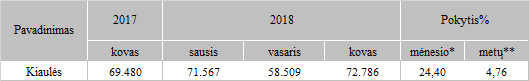 Pavadinimas 2017 2018 Pokytis%
kovas sausis vasaris kovas mėnesio* metų**
Kiaulės 69.480 71.567 58.509 72.786 24,40 4,76